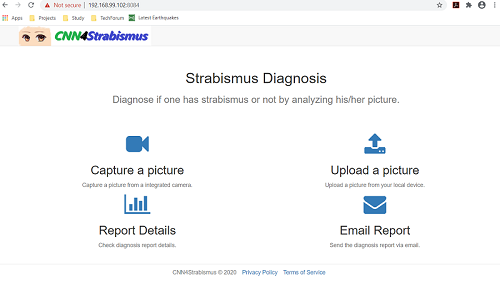 Not secure | 192.168.99.102:8084
Apps Projects Study TechForum Latest Earthquakes
CNN4Strabismus
Strabismus Diagnosis
Diagnose if one has strabismus or not by analyzing his/her picture.
Capture a picture Upload a picture
Capture a picture from a integrated camera. Upload a picture from your local device.
Report Details Email Report
Check diagnosis report details. Send the diagnosis report via email.
CNN4Strabismus © 2020 Privacy Policy Terms of Service